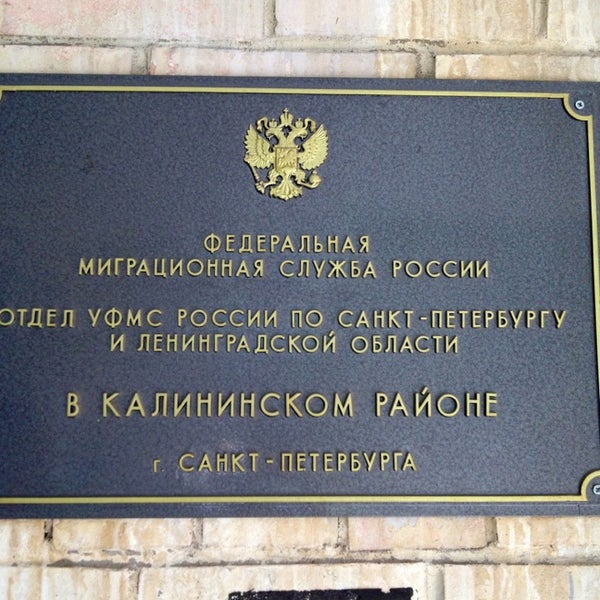 ФЕДЕРАЛЬНАЯ
МИГРАЦИОННАЯ СЛУЖБА РОССИИ
ОТДЕЛ УФМС РОССИИ ПО САНКТ-ПЕТЕРБУРГУ
И ЛЕНИНГРАДСКОЙ ОБЛАСТИ
В КАЛИНИНСКОМ РАЙОНЕ
г. САНКТ-ПЕТЕРБУРГА